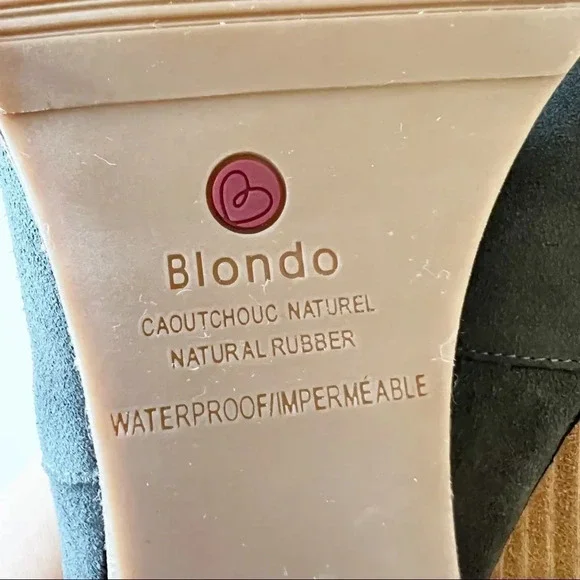 Blondo
CAOUTCHOUC NATUREL
NATURAL RUBBER
WATERPROOF/IMPERMÉABLE